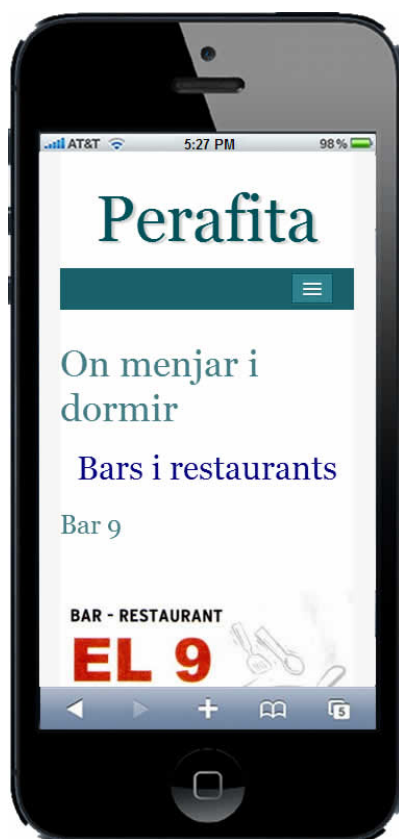 AT&T 5:27 PM 98%
Perafita
On menjar i
dormir
Bars i restaurants
Bar 9
BAR - RESTAURANT
EL 9
5